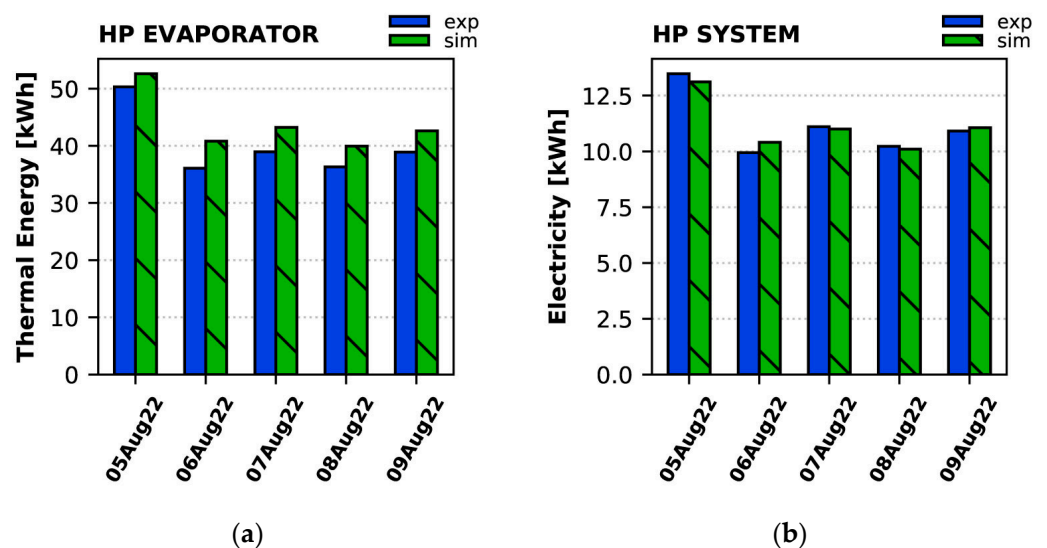 HP EVAPORATOR
exp
sim
Thermal Energy [kWh]
50
40
30
20
10
0
05Aug22
06Aug22
07Aug22
08Aug22
09Aug22
(a)
HP SYSTEM
exp
sim
Electricity [kWh]
12.5
10.0
7.5
5.0
2.5
0.0
05Aug22
06Aug22
07Aug22
08Aug22
09Aug22
(b)